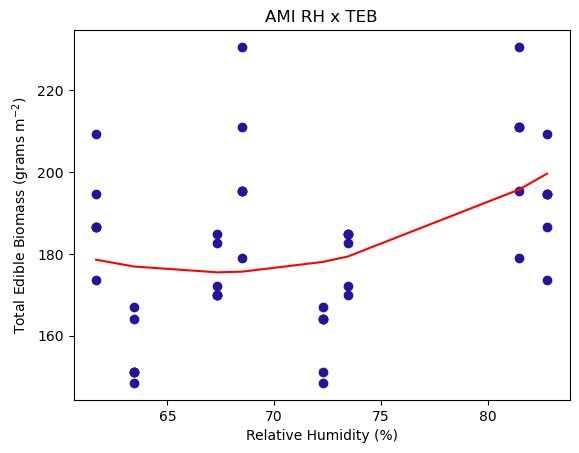 AMI RH x TEB
Total Edible Biomass (grams m⁻²)
220
200
180
160
65 70 75 80
Relative Humidity (%)